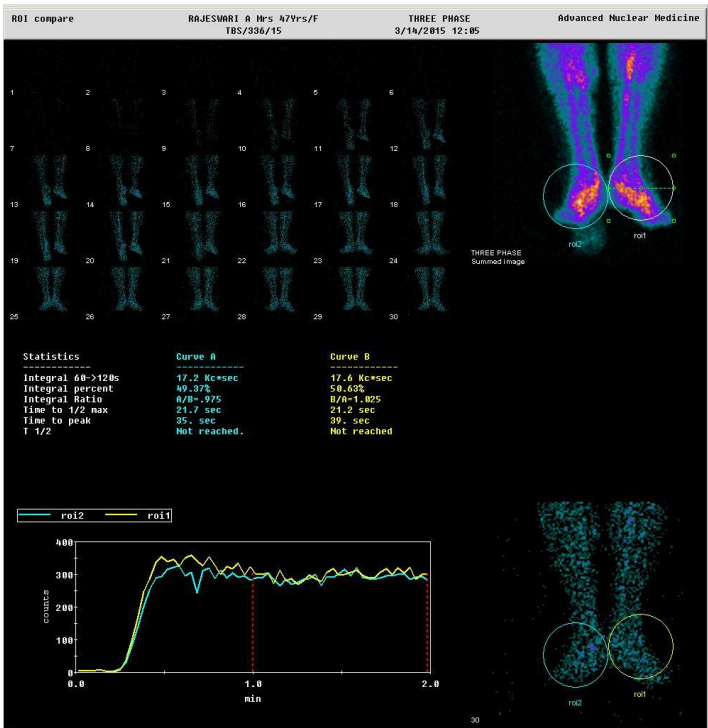 ROI compare RAJESWARI A Mrs 47Yrs/F THREE PHASE Advanced Nuclear Medicine
TBS/336/15 3/14/2015 12:05
1 2 3 4 5 6
7 8 9 10 11 12
13 14 15 16 17 18
19 20 21 22 23 24
25 26 27 28 29 30
roi2 roi1
THREE PHASE
Summed image
Statistics Curve A Curve B
------------ ------------ ------------
Integral 60->120s 17.2 Kc*sec 17.6 Kc*sec
Integral percent 49.37% 50.63%
Integral Ratio A/B=.975 B/A=1.025
Time to 1/2 max 21.7 sec 21.2 sec
Time to peak 35. sec 39. sec
T 1/2 Not reached. Not reached
roi2 roi1
400
300
200
100
0
counts
0.0 1.0 2.0
min
roi2 roi1
30